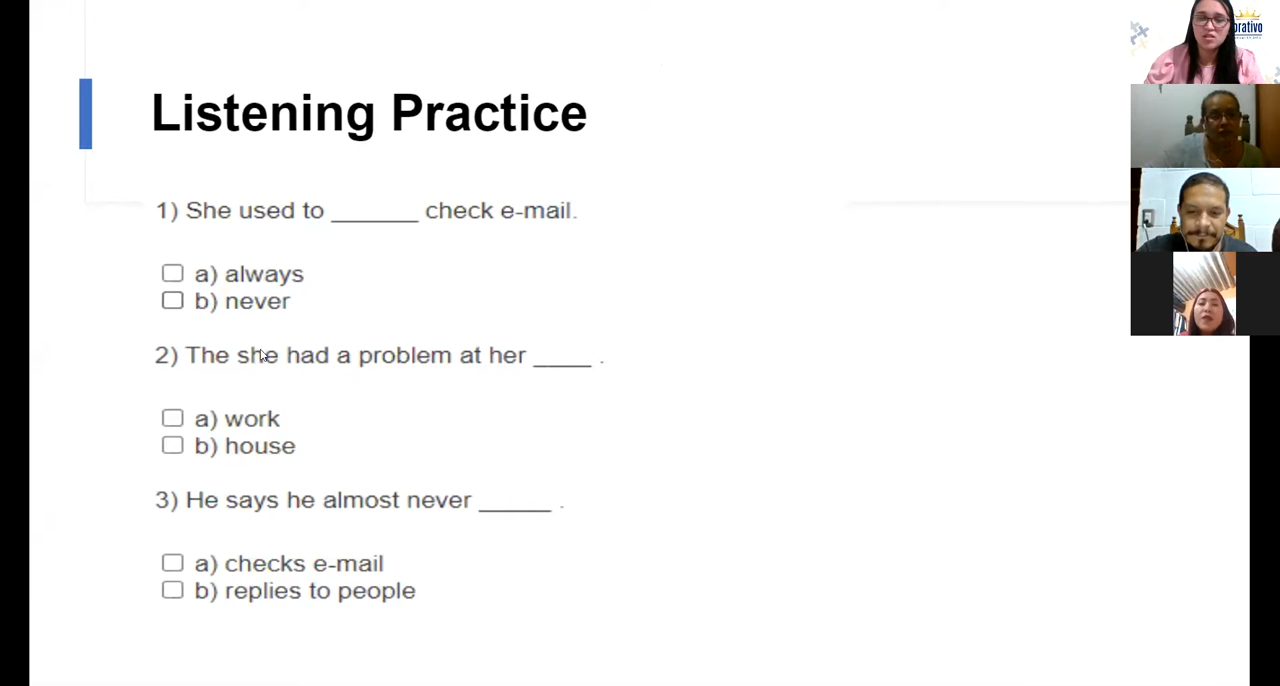 Listening Practice
1) She used to _______ check e-mail.
a) always
b) never
2) The she had a problem at her _____ .
a) work
b) house
3) He says he almost never ______ .
a) checks e-mail
b) replies to people
orativo